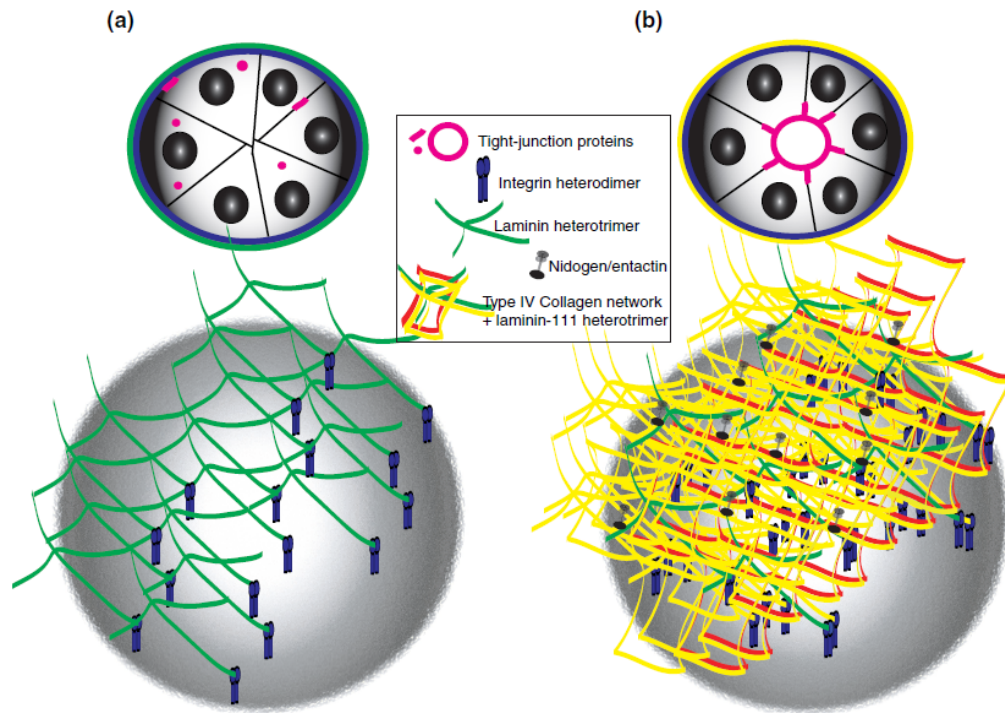 (a)
(b)
Tight-junction proteins
Integrin heterodimer
Laminin heterotrimer
Nidogen/entactin
Type IV Collagen network
+ laminin-111 heterotrimer